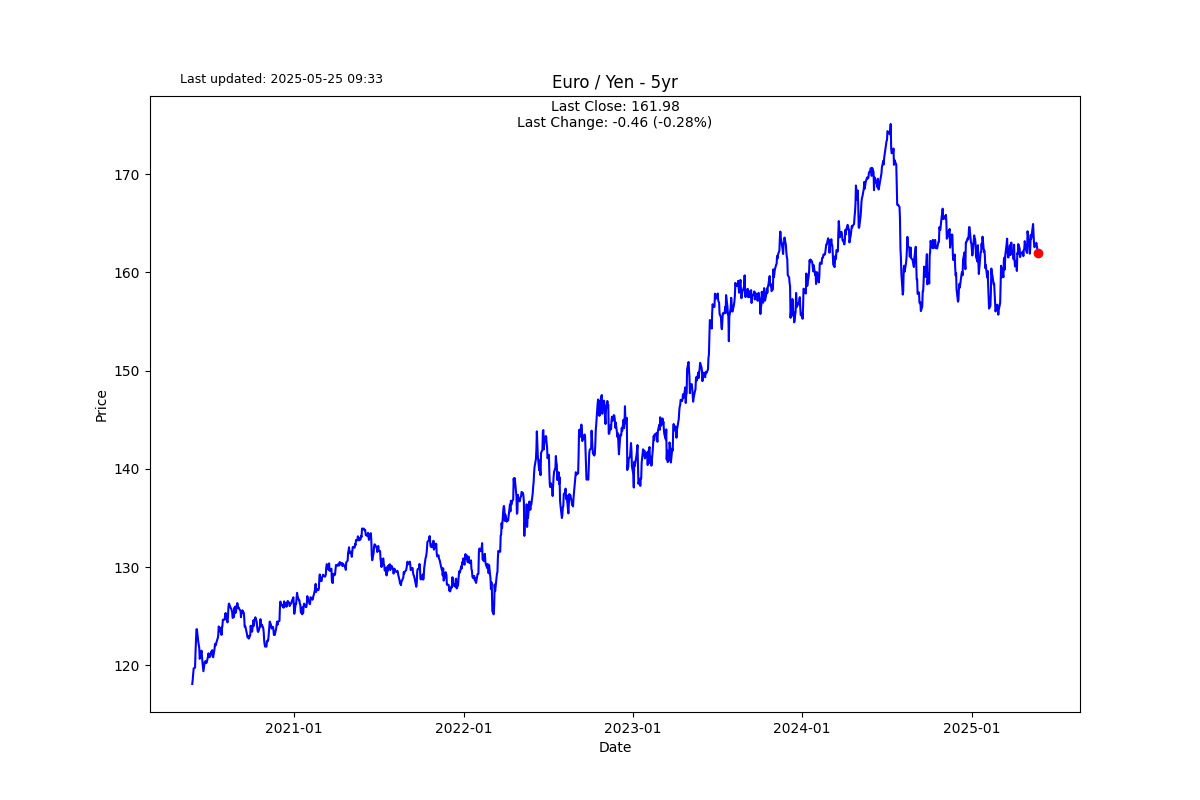 Last updated: 2025-05-25 09:33
Euro / Yen - 5yr
Last Close: 161.98
Last Change: -0.46 (-0.28%)
170
160
150
140
130
120
Price
2021-01
2022-01
2023-01
2024-01
2025-01
Date